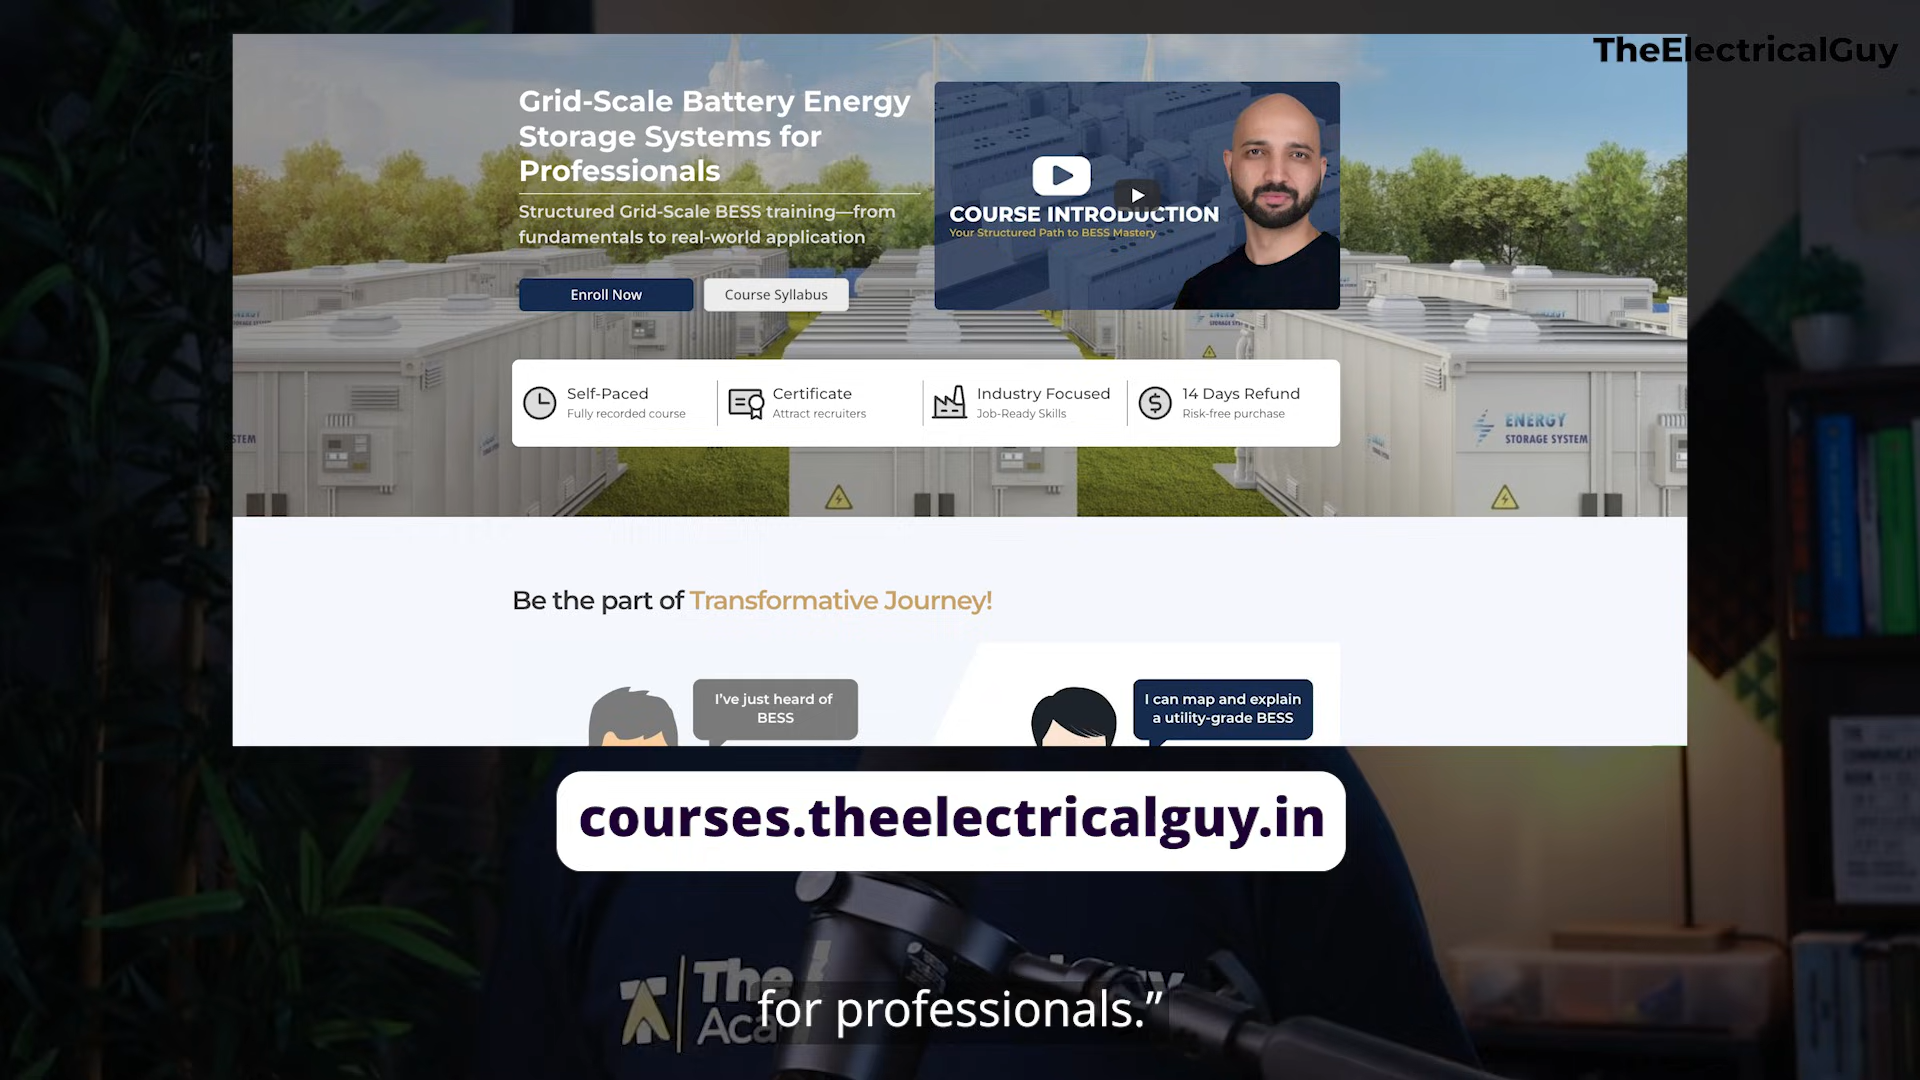 TheElectricalGuy
Grid-Scale Battery Energy
Storage Systems for
Professionals
Structured Grid-Scale BESS training—from
fundamentals to real-world application
Enroll Now
Course Syllabus
COURSE INTRODUCTION
Your Structured Path to BESS Mastery
Self-Paced
Fully recorded course
Certificate
Attract recruiters
Industry Focused
Job-Ready Skills
14 Days Refund
Risk-free purchase
ENERGY
STORAGE SYSTEM
Be the part of Transformative Journey!
I've just heard of
BESS
I can map and explain
a utility-grade BESS
courses.theelectricalguy.in
The
for professionals.”